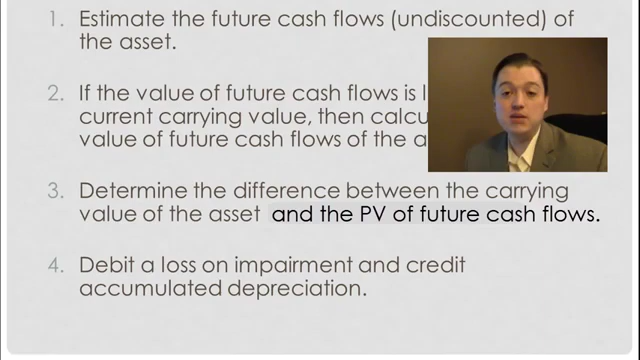 1. Estimate the future cash flows (undiscounted) of
the asset.
2. If the value of future cash flows is
current carrying value, then
value of future cash flows of the
3. Determine the difference between the carrying
value of the asset and the PV of future cash flows.
4. Debit a loss on impairment and credit
accumulated depreciation.